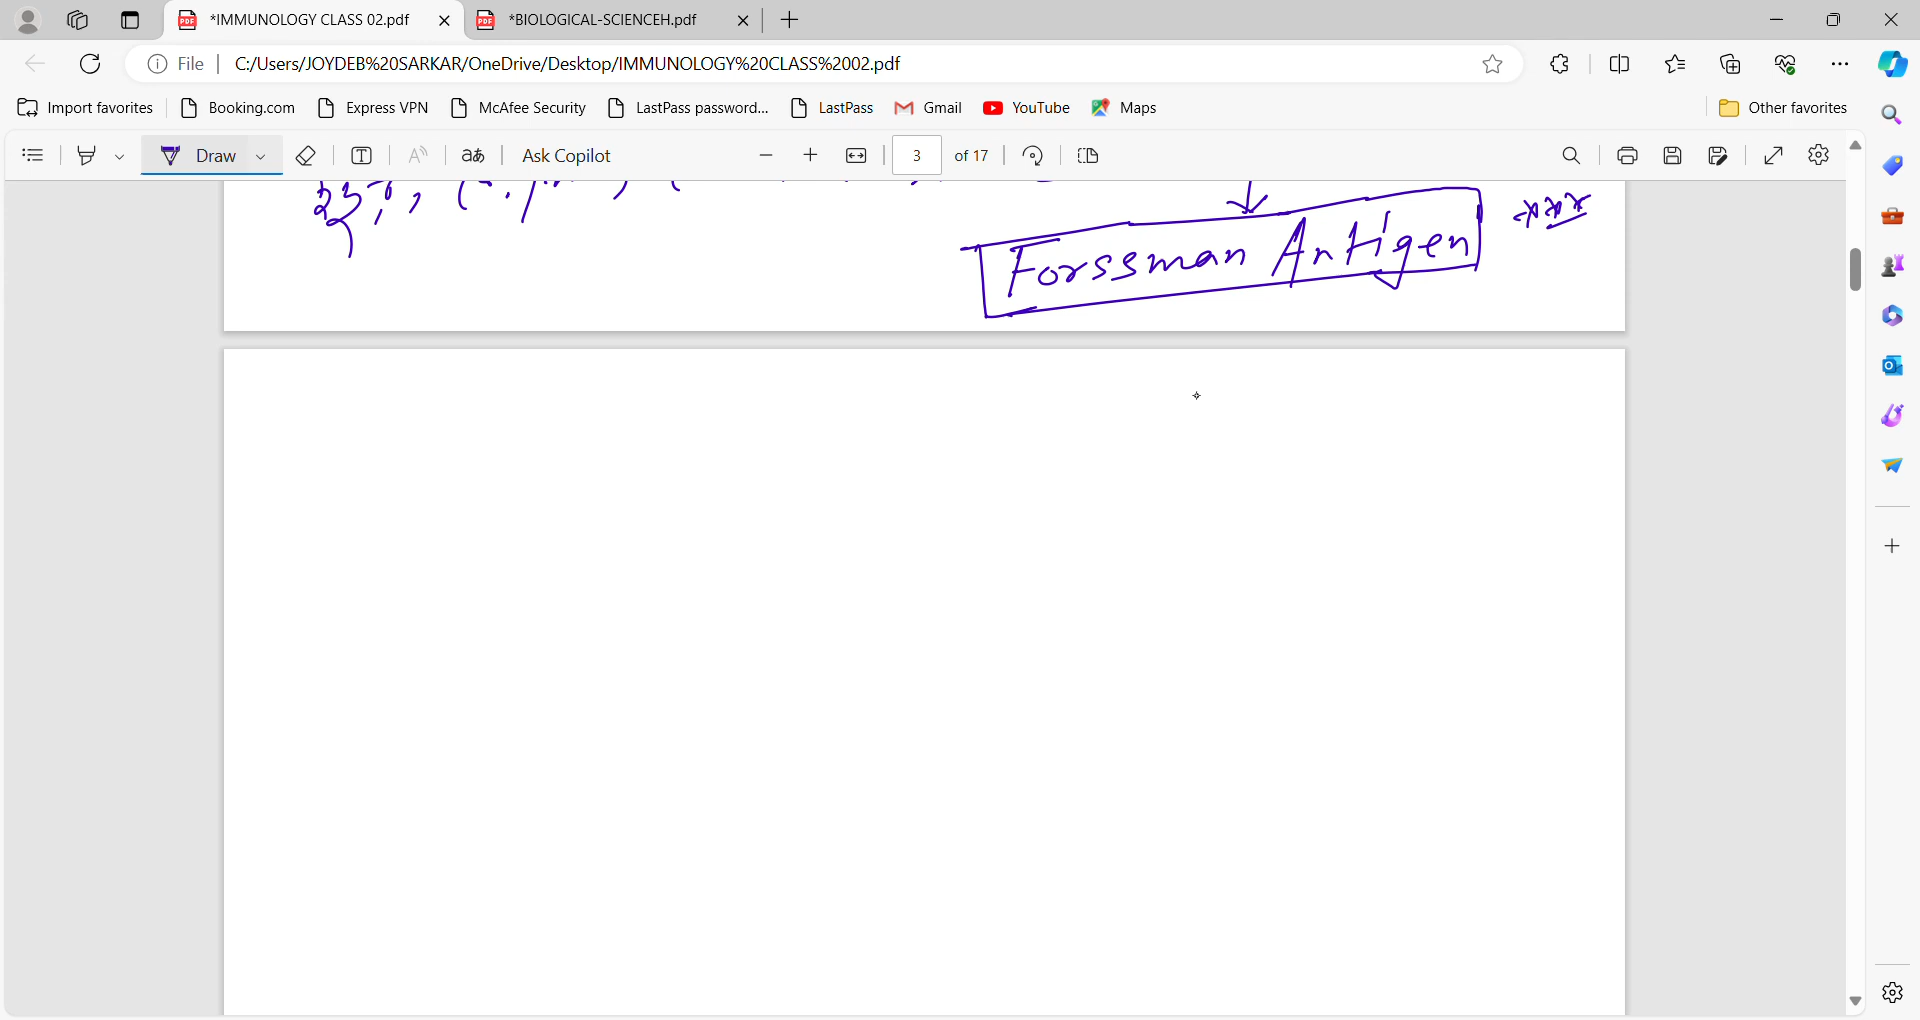 *IMMUNOLOGY CLASS 02.pdf
*BIOLOGICAL-SCIENCEH.pdf
File
C:/Users/JOYDEB%20SARKAR/OneDrive/Desktop/IMMUNOLOGY%20CLASS%2002.pdf
Import favorites
Booking.com
Express VPN
McAfee Security
LastPass password...
LastPass
Gmail
YouTube
Maps
Other favorites
Draw
aあ
Ask Copilot
3 of 17
Forssman Antigen